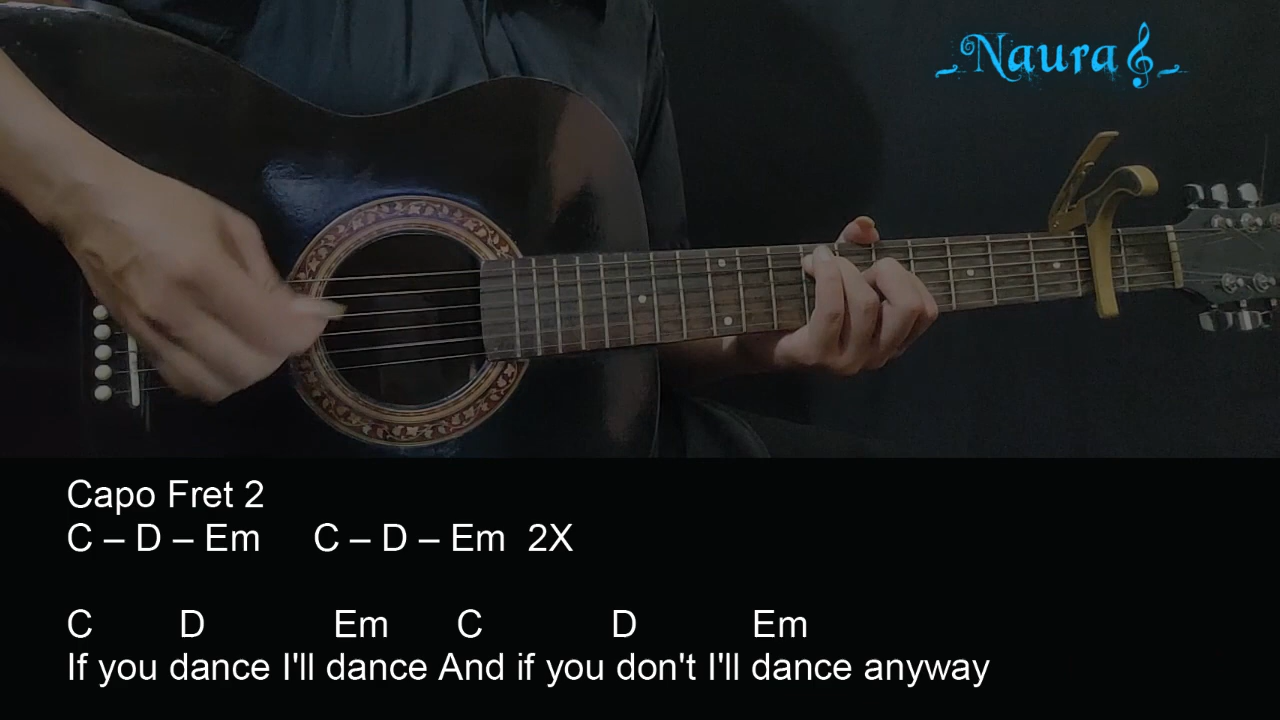 Naura
Capo Fret 2
C – D – Em C – D – Em 2X
C D Em C D Em
If you dance I'll dance And if you don't I'll dance anyway